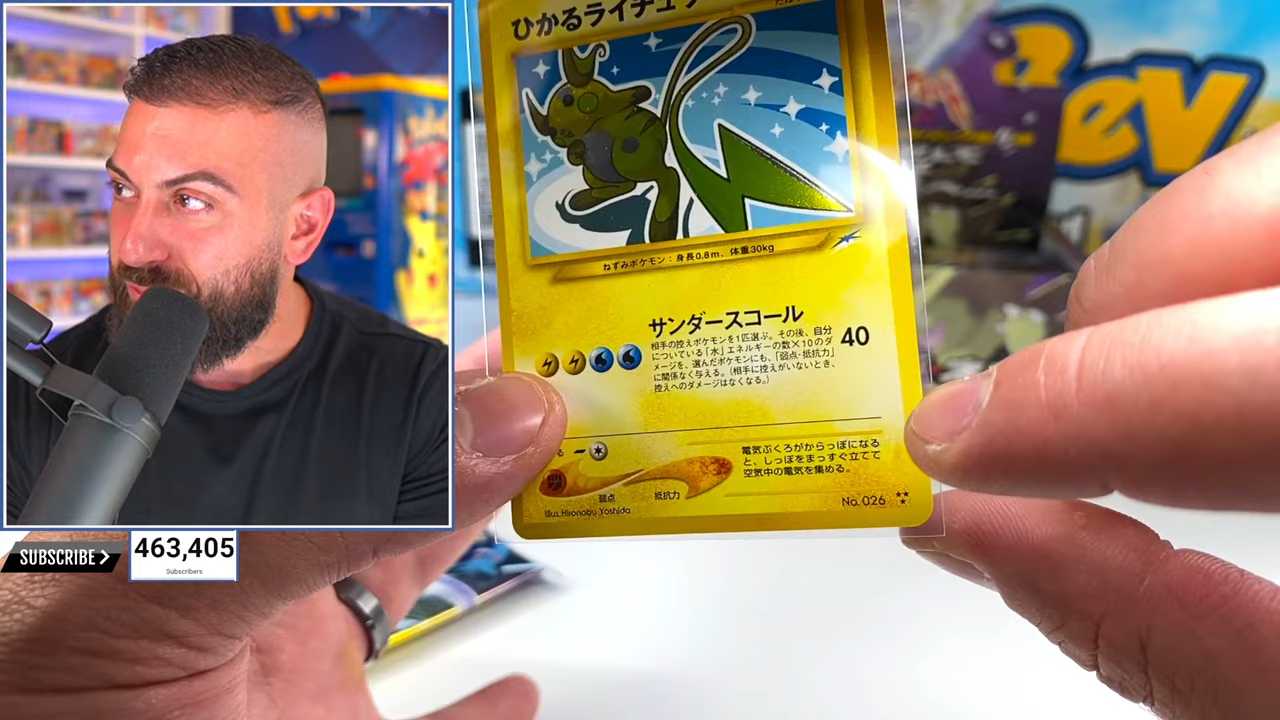 ひかるライチュウ
ねずみポケモン：身長0.8m、体重30kg
サンダースコール
相手の控えポケモンを1匹選ぶ。その後、自分
についている「水」エネルギーの数×10のダ
メージを、選んだポケモンにも、「弱点・抵抗力」
に関係なく与える。（相手に控えがいないとき、
控えへのダメージはなくなる。）
40
る
電気ぶくろがからっぽになる
と、しっぽをまっすぐ立てて
空気中の電気を集める。
弱点
抵抗力
No. 026
Illus. Hironobu Yoshida
SUBSCRIBE
463,405
Subscribers